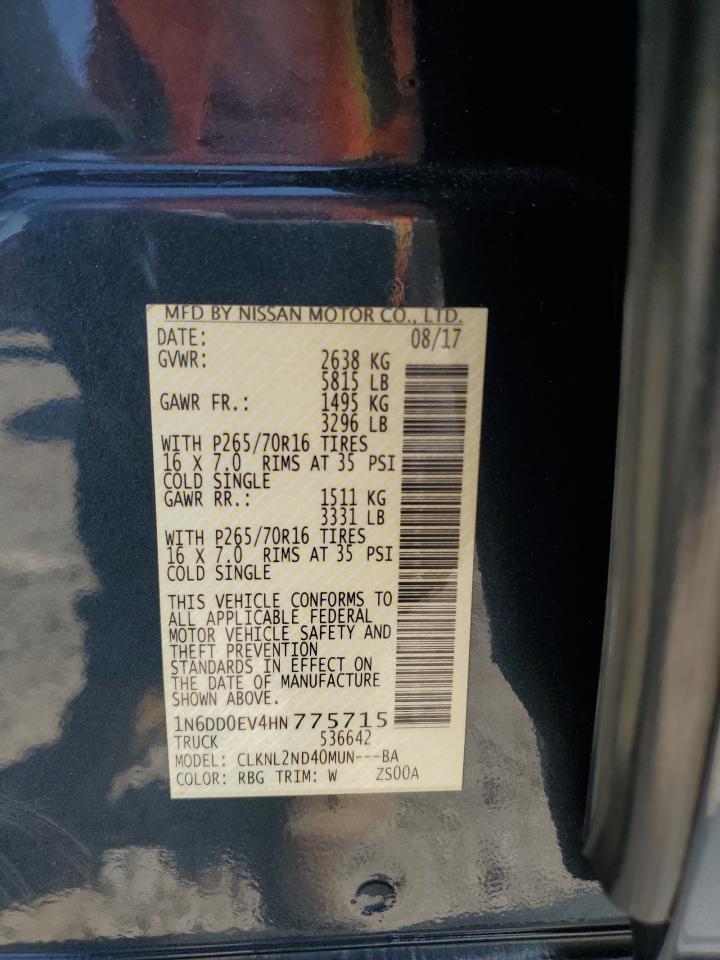 MFD BY NISSAN MOTOR CO., LTD.
DATE: 08/17
GVWR: 2638 KG
5815 LB
GAWR FR.: 1495 KG
3296 LB
WITH P265/70R16 TIRES
16 X 7.0 RIMS AT 35 PSI
COLD SINGLE
GAWR RR.: 1511 KG
3331 LB
WITH P265/70R16 TIRES
16 X 7.0 RIMS AT 35 PSI
COLD SINGLE
THIS VEHICLE CONFORMS TO
ALL APPLICABLE FEDERAL
MOTOR VEHICLE SAFETY AND
THEFT PREVENTION
STANDARDS IN EFFECT ON
THE DATE OF MANUFACTURE
SHOWN ABOVE.
1N6DD0EV4HN775715
TRUCK 536642
MODEL: CLKNL2ND40MUN---BA
COLOR: RBG TRIM: W ZS00A